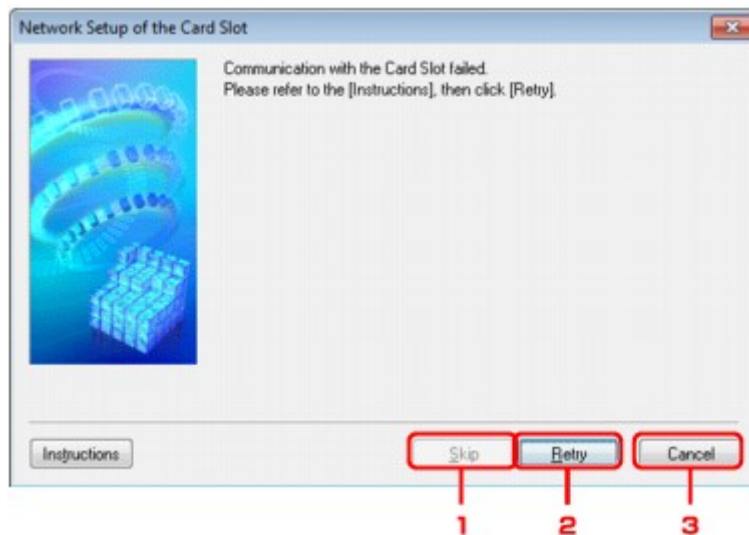 Network Setup of the Card Slot
Communication with the Card Slot failed.
Please refer to the [Instructions], then click [Retry].
Instructions
Skip
Retry
Cancel
1
2
3